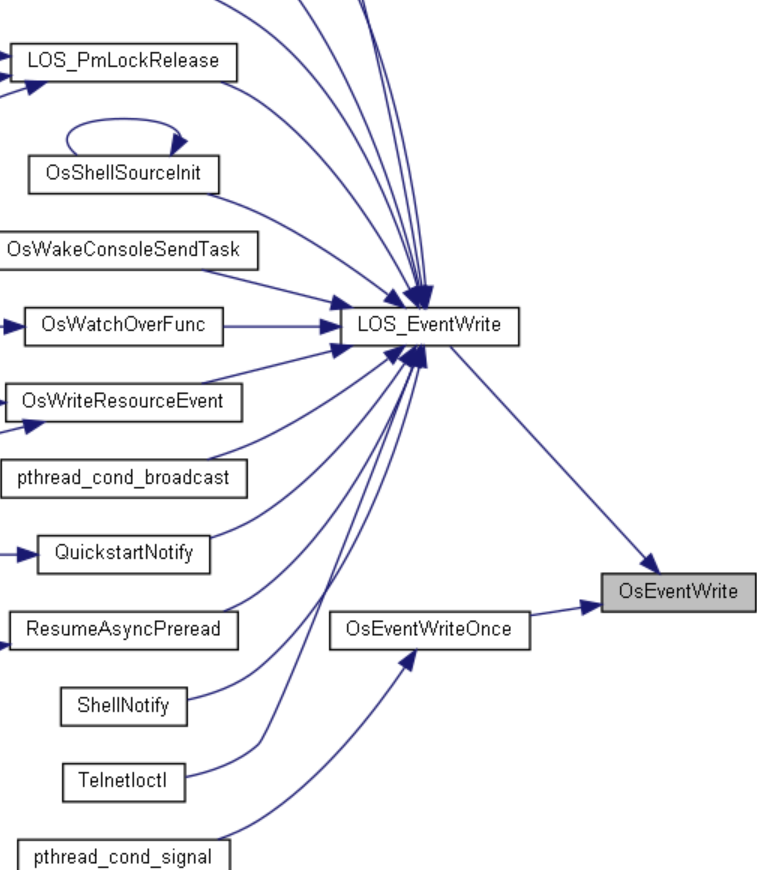 LOS_PmLockRelease
OsShellSourceInit
OsWakeConsoleSendTask
OsWatchOverFunc
LOS_EventWrite
OsWriteResourceEvent
pthread_cond_broadcast
QuickstartNotify
OsEventWrite
ResumeAsyncPreread
OsEventWriteOnce
ShellNotify
TelnetIoctl
pthread_cond_signal